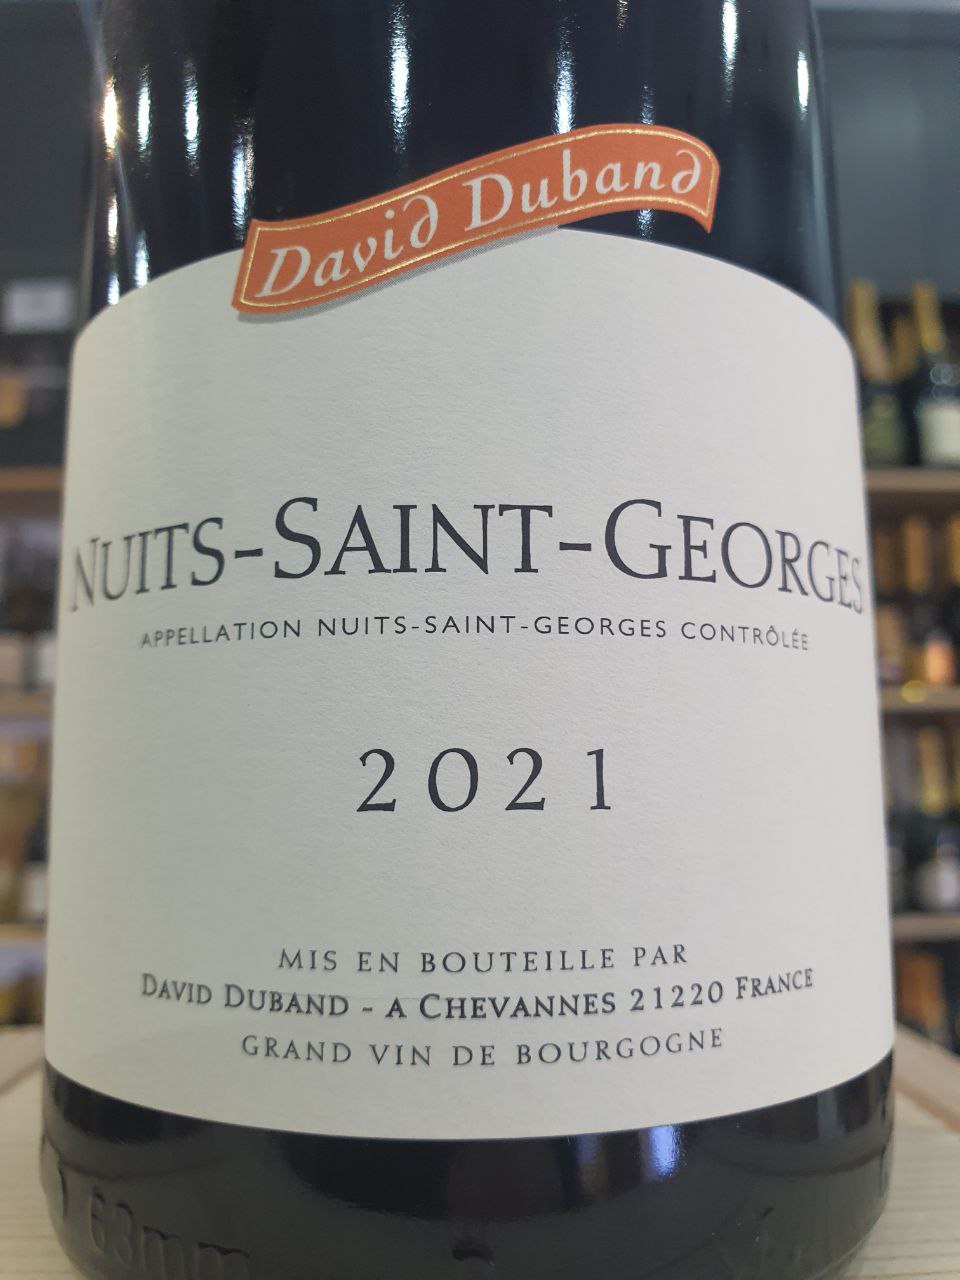 David Duband
NUITS-SAINT-GEORGES
APPELLATION NUITS-SAINT-GEORGES CONTRÔLÉE
2021
MIS EN BOUTEILLE PAR
DAVID DUBAND - A CHEVANNES 21220 FRANCE
GRAND VIN DE BOURGOGNE
63mm